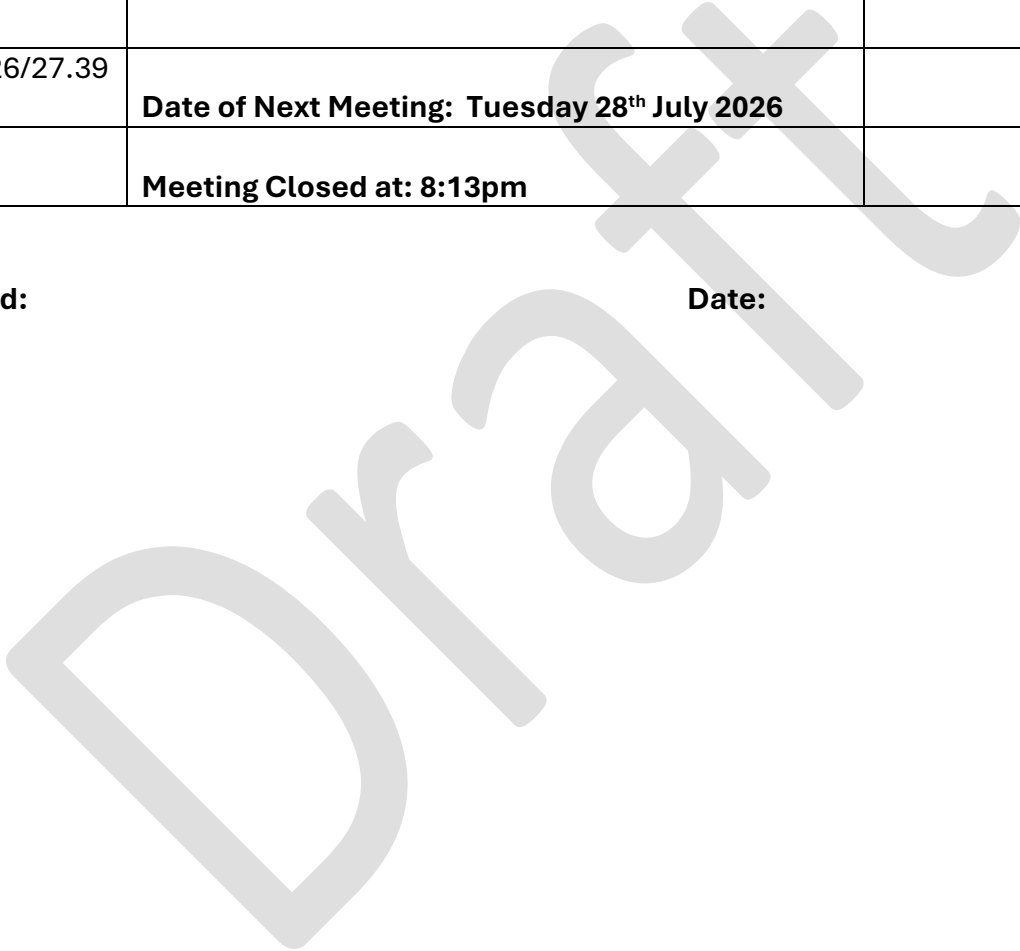 26/27.39
Date of Next Meeting: Tuesday 28th July 2026
Meeting Closed at: 8:13pm
d:
Date:
Draft